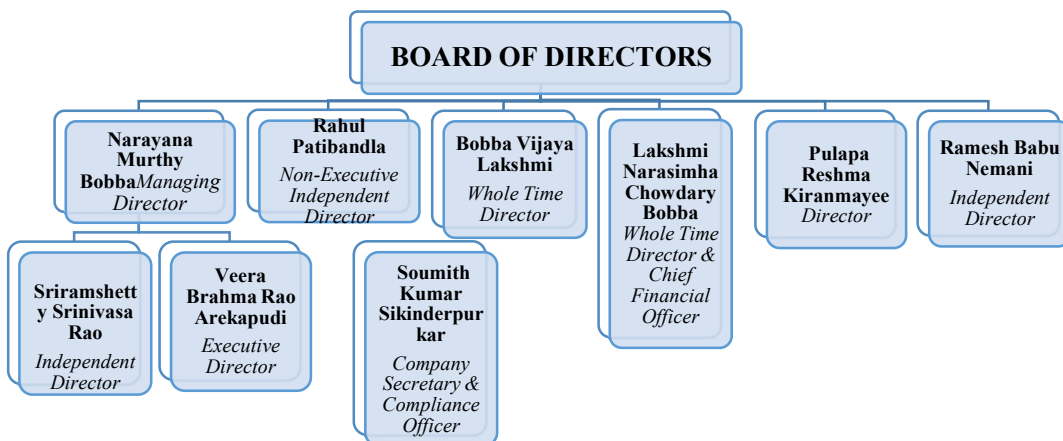 BOARD OF DIRECTORS
Narayana
Murthy
BobbaManaging
Director
Rahul
Patibandla
Non-Executive
Independent
Director
Bobba Vijaya
Lakshmi
Whole Time
Director
Lakshmi
Narasimha
Chowdary
Bobba
Whole Time
Director &
Chief
Financial
Officer
Pulapa
Reshma
Kiranmayee
Director
Ramesh Babu
Nemani
Independent
Director
Sriramshett
y Srinivasa
Rao
Independent
Director
Veera
Brahma Rao
Arekapudi
Executive
Director
Soumith
Kumar
Sikinderpur
kar
Company
Secretary &
Compliance
Officer